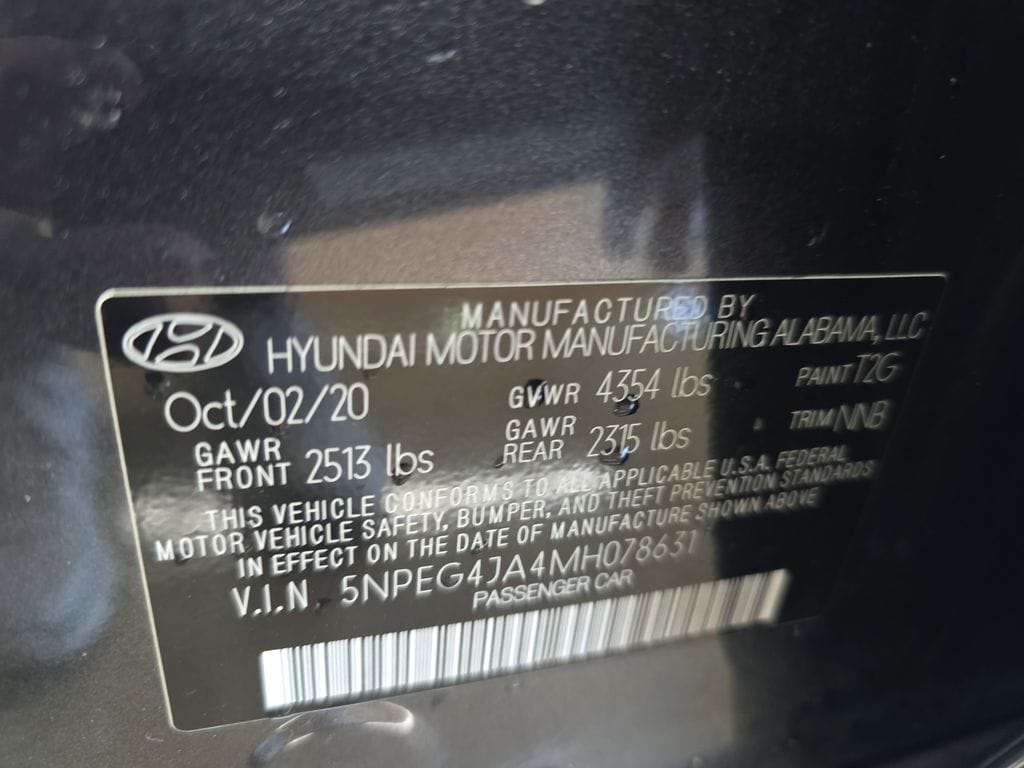 MANUFACTURED BY
HYUNDAI MOTOR MANUFACTURING ALABAMA, LLC
Oct/02/20 GVWR 4354 lbs PAINT T2G
GAWR FRONT 2513 lbs GAWR REAR 2315 lbs TRIM NNB
THIS VEHICLE CONFORMS TO ALL APPLICABLE U.S.A. FEDERAL
MOTOR VEHICLE SAFETY, BUMPER, AND THEFT PREVENTION STANDARDS
IN EFFECT ON THE DATE OF MANUFACTURE SHOWN ABOVE
V.I.N 5NPEG4JA4MH078631
PASSENGER CAR